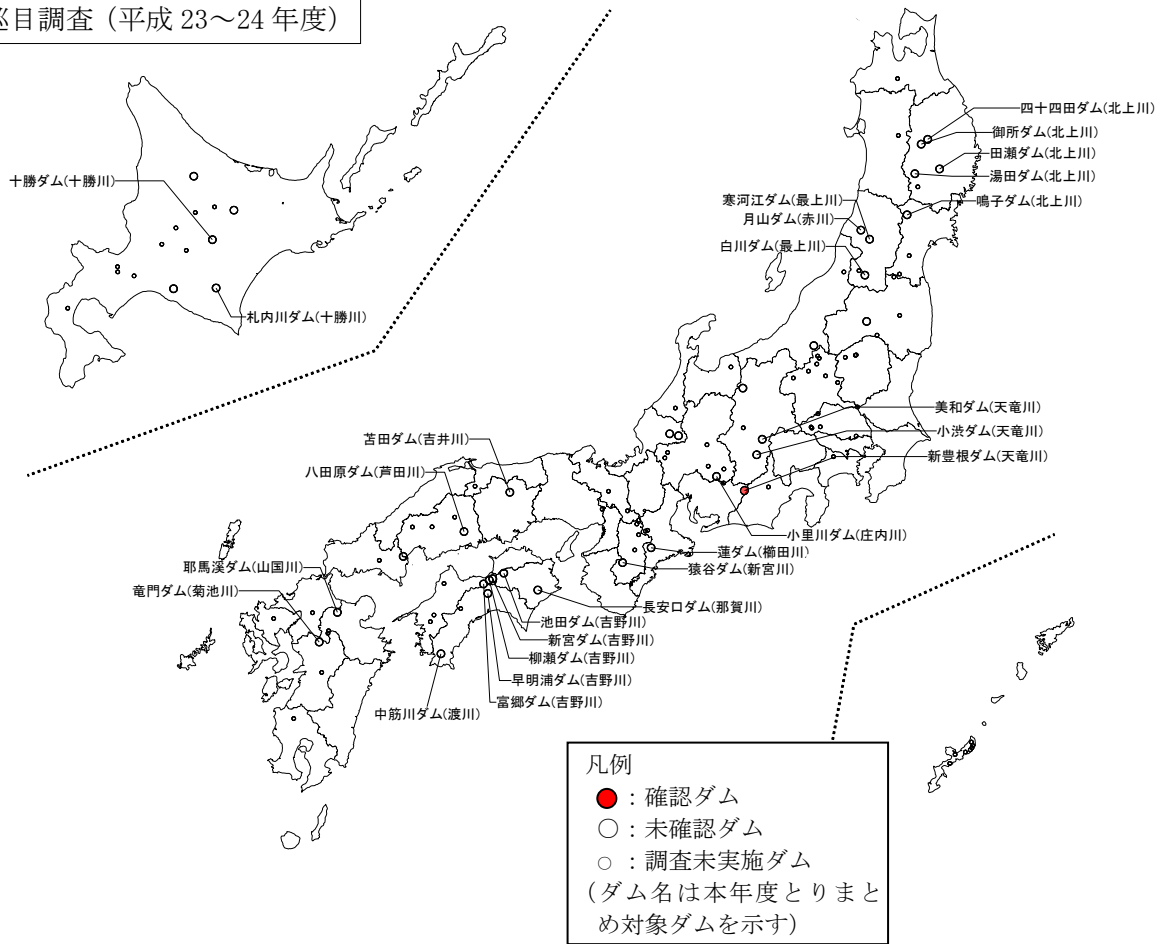 巡目調査（平成 23～24 年度）
四十四田ダム(北上川)
御所ダム(北上川)
田瀬ダム(北上川)
湯田ダム(北上川)
鳴子ダム(北上川)
寒河江ダム(最上川)
月山ダム(赤川)
白川ダム(最上川)
十勝ダム(十勝川)
札内川ダム(十勝川)
美和ダム(天竜川)
小渋ダム(天竜川)
新豊根ダム(天竜川)
小里川ダム(庄内川)
蓮ダム(櫛田川)
猿谷ダム(新宮川)
苫田ダム(吉井川)
八田原ダム(芦田川)
耶馬溪ダム(山国川)
竜門ダム(菊池川)
長安口ダム(那賀川)
池田ダム(吉野川)
新宮ダム(吉野川)
柳瀬ダム(吉野川)
早明浦ダム(吉野川)
富郷ダム(吉野川)
中筋川ダム(渡川)
凡例
：確認ダム
：未確認ダム
：調査未実施ダム
（ダム名は本年度とりまと
め対象ダムを示す）